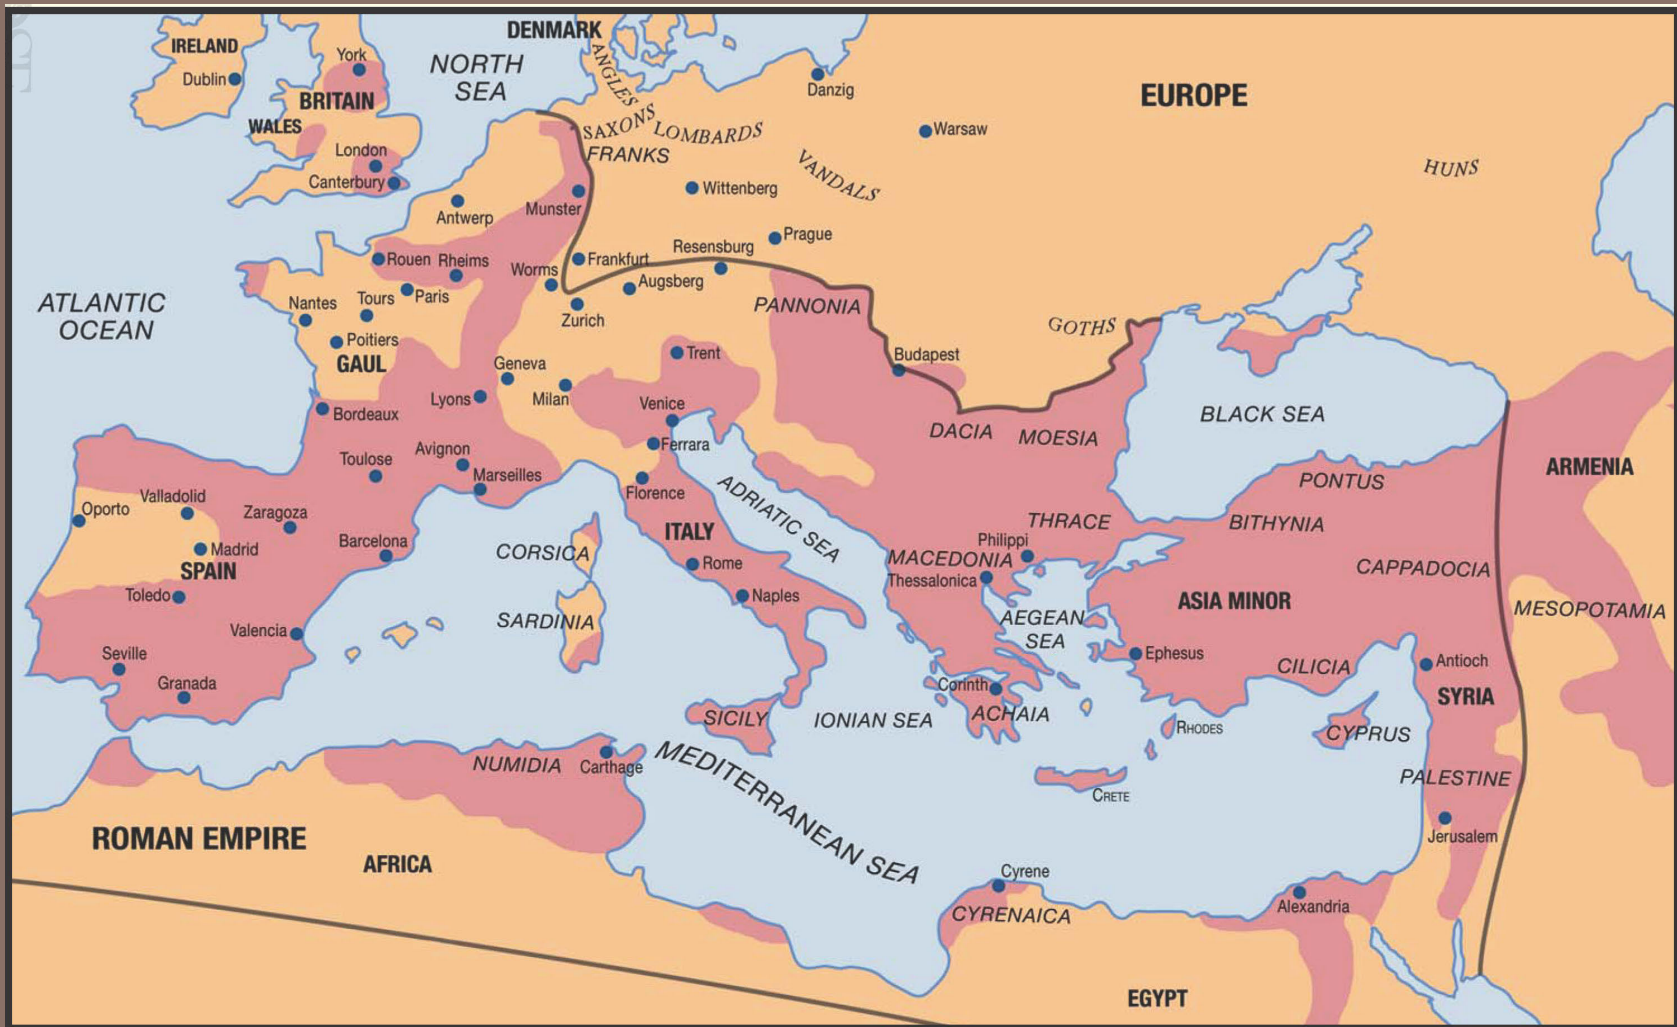 IRELAND
Dublin
York
BRITAIN
WALES
London
Canterbury
NORTH
SEA
DENMARK
ANGLES
SAXONS
LOMBARDS
FRANKS
VANDALS
Danzig
Warsaw
EUROPE
HUNS
Wittenberg
Prague
Antwerp
Munster
Frankfurt
Resensburg
Augsberg
Worms
Zurich
Rouen
Rheims
Paris
Tours
Nantes
Poitiers
GAUL
ATLANTIC
OCEAN
PANNONIA
GOTHS
Budapest
Trent
Geneva
Milan
Lyons
Venice
Bordeaux
Ferrara
Avignon
Toulose
Marseilles
Florence
DACIA
MOESIA
BLACK SEA
ARMENIA
PONTUS
BITHYNIA
CAPPADOCIA
THRACE
Philippi
MACEDONIA
Thessalonica
ADRIATIC SEA
ITALY
Rome
Naples
CORSICA
SARDINIA
Oporto
Valladolid
Zaragoza
Barcelona
Madrid
SPAIN
Toledo
Valencia
Seville
Granada
ASIA MINOR
AEGEAN
SEA
Ephesus
CILICIA
Antioch
SYRIA
MESOPOTAMIA
Corinth
ACHAIA
IONIAN SEA
SICILY
RHODES
CYPRUS
CRETE
PALESTINE
Jerusalem
NUMIDIA
Carthage
MEDITERRANEAN SEA
ROMAN EMPIRE
AFRICA
Cyrene
CYRENAICA
Alexandria
EGYPT